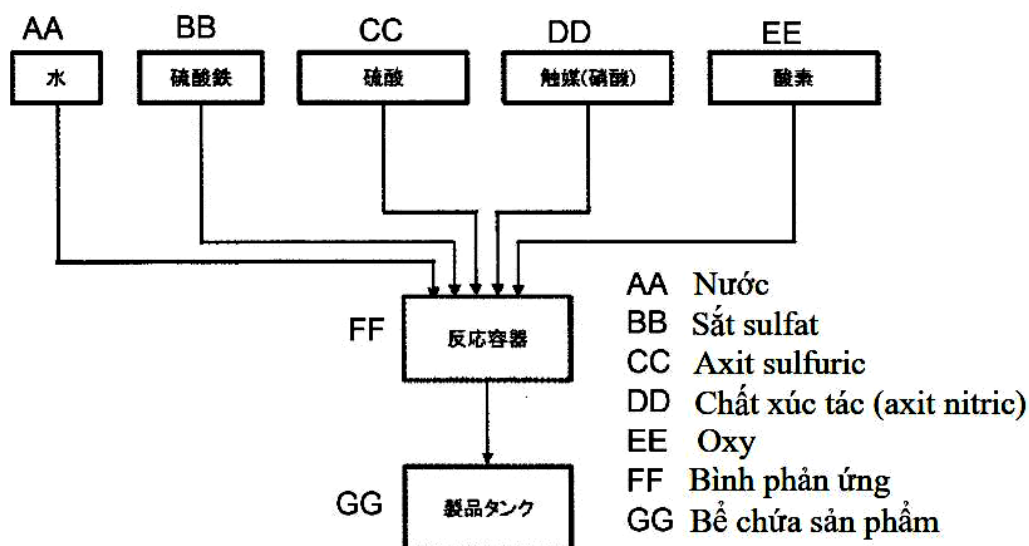 AA BB CC DD EE
水 硫酸鉄 硫酸 触媒(硝酸) 酸素
FF 反応容器
GG 製品タンク
AA Nước
BB Sắt sulfat
CC Axit sulfuric
DD Chất xúc tác (axit nitric)
EE Oxy
FF Bình phản ứng
GG Bể chứa sản phẩm